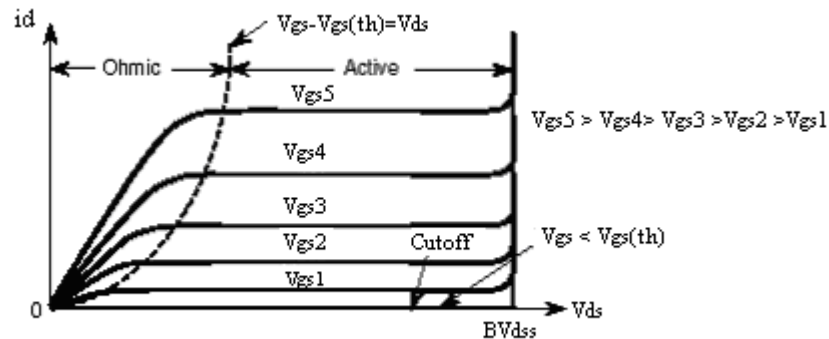 id
Vgs-Vgs(th)=Vds
Ohmic
Active
Vgs5
Vgs5 > Vgs4> Vgs3 >Vgs2 >Vgs1
Vgs4
Vgs3
Vgs2
Cutoff
Vgs < Vgs(th)
Vgs1
0
Vds
BVdss